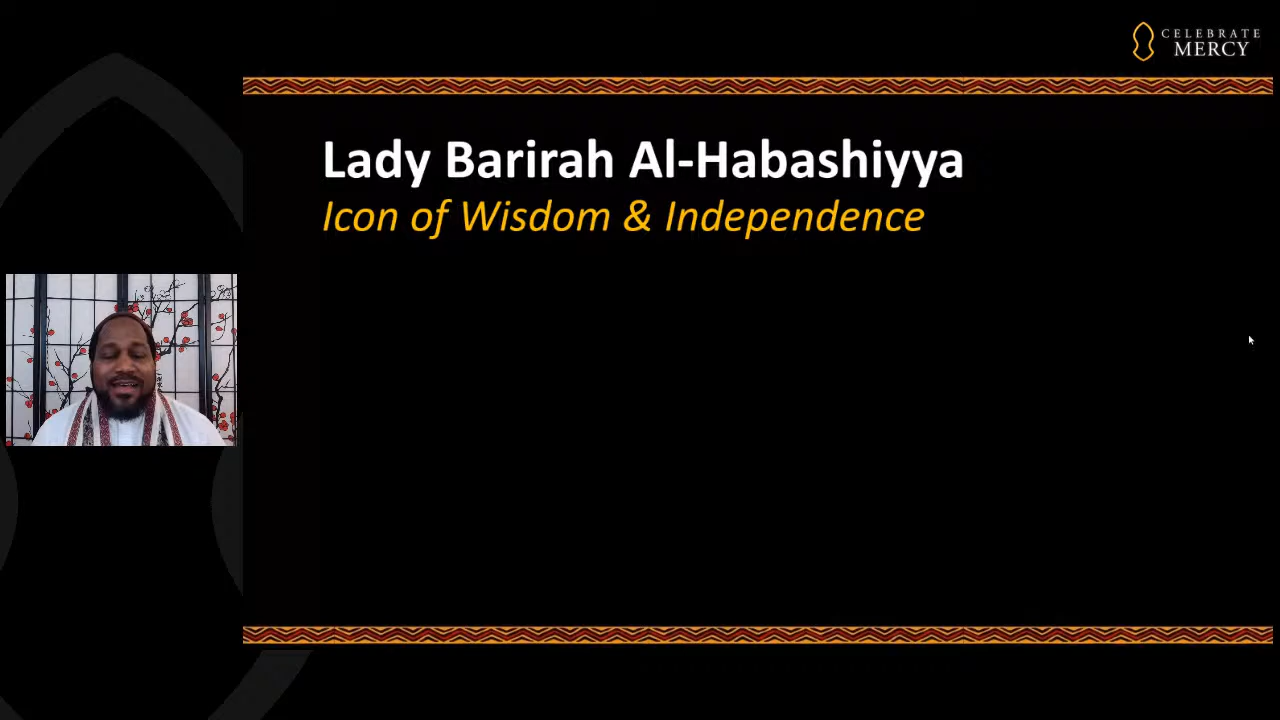 CELEBRATE
MERCY
Lady Barirah Al-Habashiyya
Icon of Wisdom & Independence